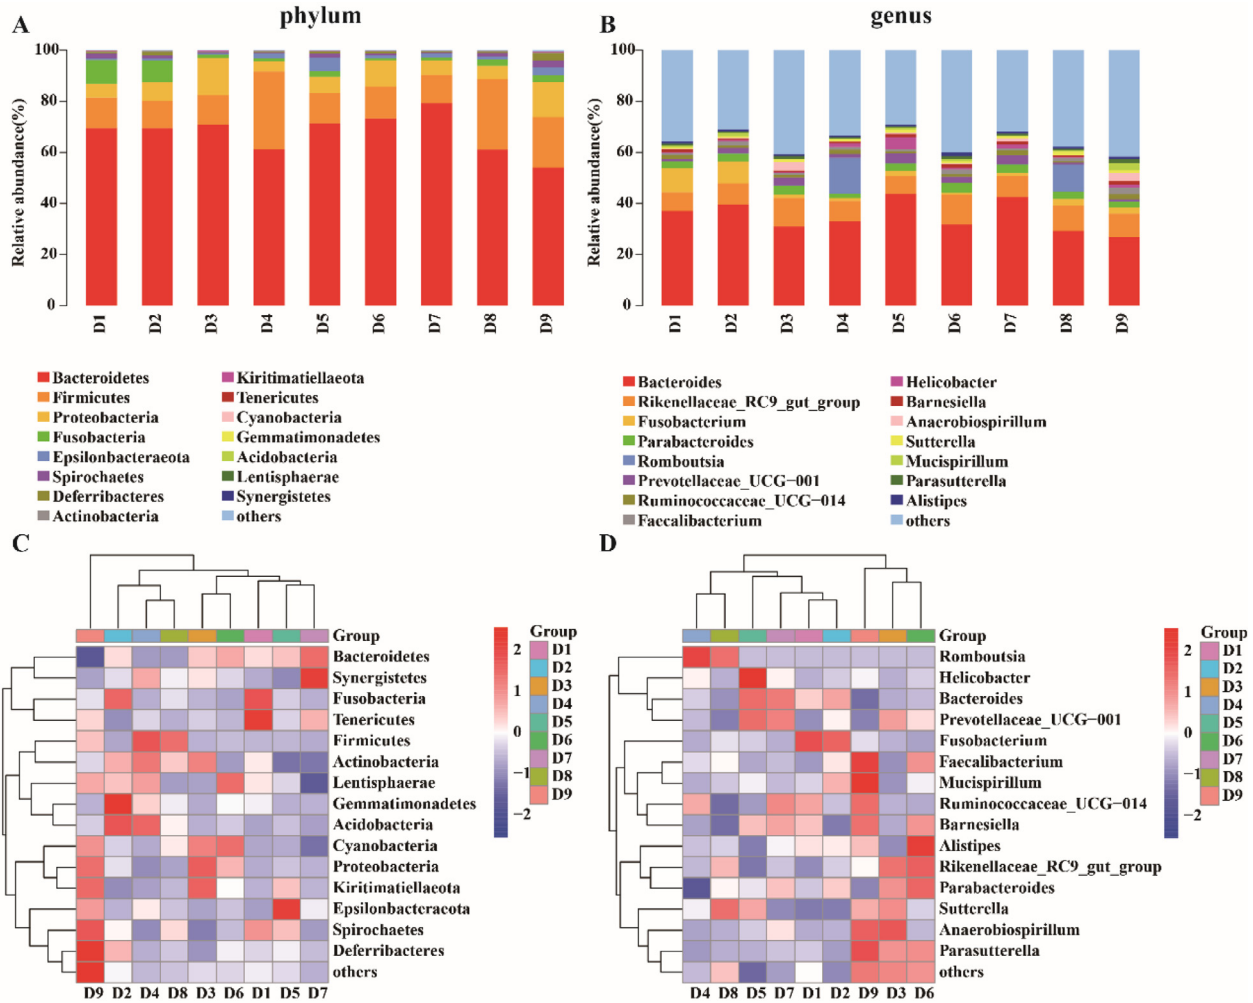 A phylum
B genus
Relative abundance(%)
100
80
60
40
20
0
D1 D2 D3 D4 D5 D6 D7 D8 D9
Relative abundance(%)
100
80
60
40
20
0
D1 D2 D3 D4 D5 D6 D7 D8 D9
Bacteroidetes
Firmicutes
Proteobacteria
Fusobacteria
Epsilonbacteraeota
Spirochaetes
Deferribacteres
Actinobacteria
Kiritimatiellaeota
Tenericutes
Cyanobacteria
Gemmatimonadetes
Acidobacteria
Lentisphaerae
Synergistetes
others
Bacteroides
Rikenellaceae_RC9_gut_group
Fusobacterium
Parabacteroides
Romboutsia
Prevotellaceae_UCG-001
Ruminococcaceae_UCG-014
Faecalibacterium
Helicobacter
Barnesiella
Anaerobiospirillum
Sutterella
Mucispirillum
Parasutterella
Alistipes
others
C
Group
Bacteroidetes
Synergistetes
Fusobacteria
Tenericutes
Firmicutes
Actinobacteria
Lentisphaerae
Gemmatimonadetes
Acidobacteria
Cyanobacteria
Proteobacteria
Kiritimatiellaeota
Epsilonbacteraeota
Spirochaetes
Deferribacteres
others
D9 D2 D4 D8 D3 D6 D1 D5 D7
2
1
0
-1
-2
Group
D1
D2
D3
D4
D5
D6
D7
D8
D9
D
Group
Romboutsia
Helicobacter
Bacteroides
Prevotellaceae_UCG-001
Fusobacterium
Faecalibacterium
Mucispirillum
Ruminococcaceae_UCG-014
Barnesiella
Alistipes
Rikenellaceae_RC9_gut_group
Parabacteroides
Sutterella
Anaerobiospirillum
Parasutterella
others
D4 D8 D5 D7 D1 D2 D9 D3 D6
2
1
0
-1
-2
Group
D1
D2
D3
D4
D5
D6
D7
D8
D9